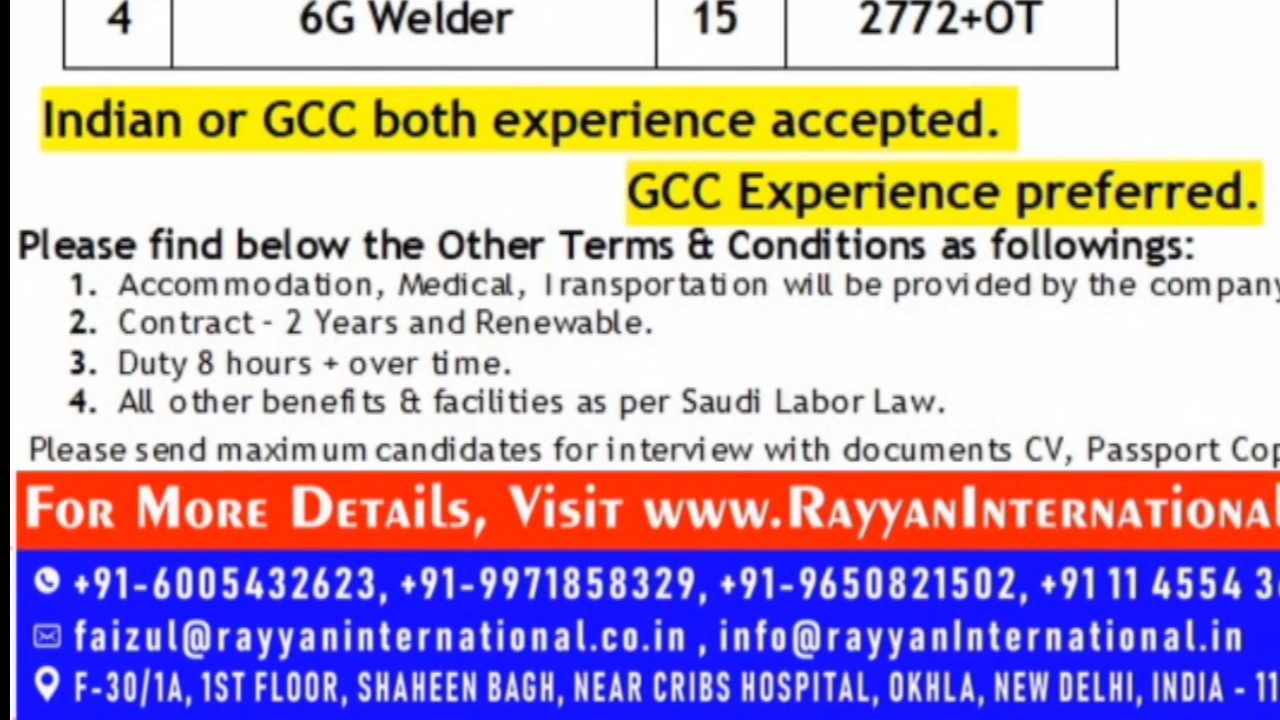 4 6G Welder 15 2772+OT
Indian or GCC both experience accepted.
GCC Experience preferred.
Please find below the Other Terms & Conditions as followings:
1. Accommodation, Medical, Transportation will be provided by the company
2. Contract - 2 Years and Renewable.
3. Duty 8 hours + over time.
4. All other benefits & facilities as per Saudi Labor Law.
Please send maximum candidates for interview with documents CV, Passport Cop
For More Details, Visit www.RayyanInternational
+91-6005432623, +91-9971858329, +91-9650821502, +91 11 4554 3
faizul@rayyaninternational.co.in , info@rayyanInternational.in
F-30/1A, 1ST FLOOR, SHAHEEN BAGH, NEAR CRIBS HOSPITAL, OKHLA, NEW DELHI, INDIA - 11